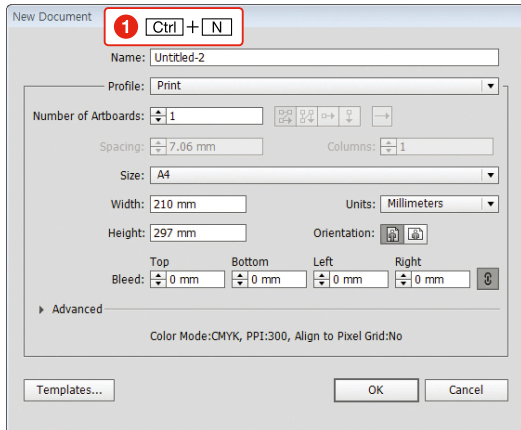 New Document
1 Ctrl + N
Name: Untitled-2
Profile: Print
Number of Artboards: 1
Spacing: 7.06 mm Columns: 1
Size: A4
Width: 210 mm Units: Millimeters
Height: 297 mm Orientation:
Top Bottom Left Right
Bleed: 0 mm 0 mm 0 mm 0 mm
Advanced
Color Mode:CMYK, PPI:300, Align to Pixel Grid:No
Templates... OK Cancel